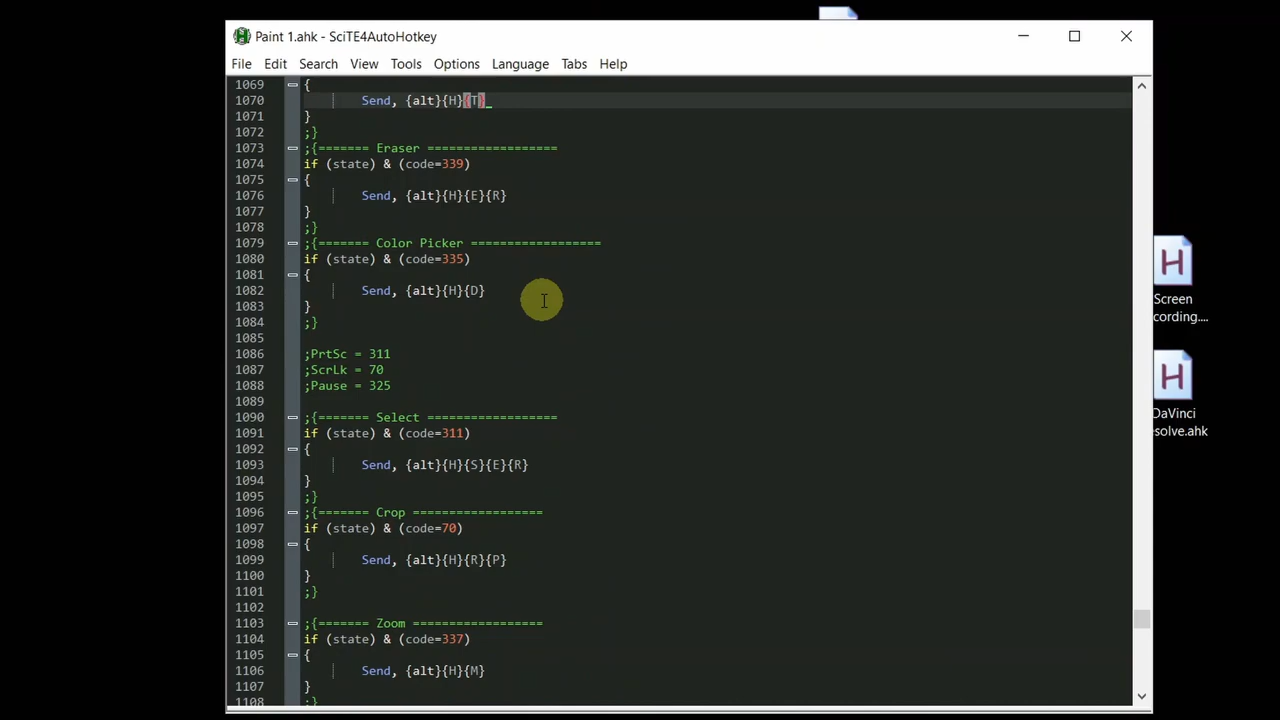 Paint 1.ahk - SciTE4AutoHotkey
File Edit Search View Tools Options Language Tabs Help
1069 {
1070 Send, {alt}{H}{T}
1071 }
1072 ;}
1073 ;{======= Eraser ==================
1074 if (state) & (code=339)
1075 {
1076 Send, {alt}{H}{E}{R}
1077 }
1078 ;}
1079 ;{======= Color Picker ==================
1080 if (state) & (code=335)
1081 {
1082 Send, {alt}{H}{D}
1083 }
1084 ;}
1085
1086 ;PrtSc = 311
1087 ;ScrLk = 70
1088 ;Pause = 325
1089
1090 ;{======= Select ==================
1091 if (state) & (code=311)
1092 {
1093 Send, {alt}{H}{S}{E}{R}
1094 }
1095 ;}
1096 ;{======= Crop ==================
1097 if (state) & (code=70)
1098 {
1099 Send, {alt}{H}{R}{P}
1100 }
1101 ;}
1102
1103 ;{======= Zoom ==================
1104 if (state) & (code=337)
1105 {
1106 Send, {alt}{H}{M}
1107 }
1108 ;}
Screen
cording....
DaVinci
esolve.ahk